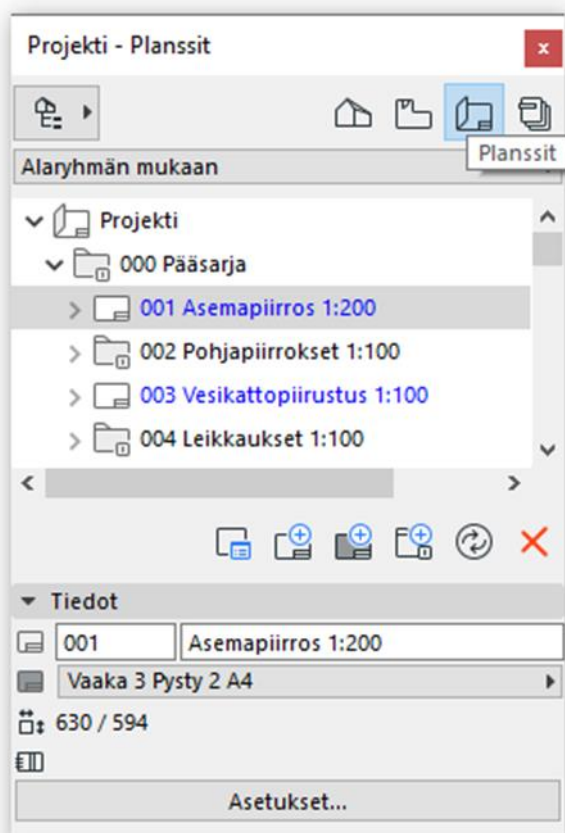 Projekti - Planssit
x
Planssit
Alaryhmän mukaan
Projekti
000 Pääsarja
001 Asemapiirros 1:200
002 Pohjapiirrokset 1:100
003 Vesikattopiirustus 1:100
004 Leikkaukset 1:100
Tiedot
001 Asemapiirros 1:200
Vaaka 3 Pysty 2 A4
630 / 594
Asetukset...